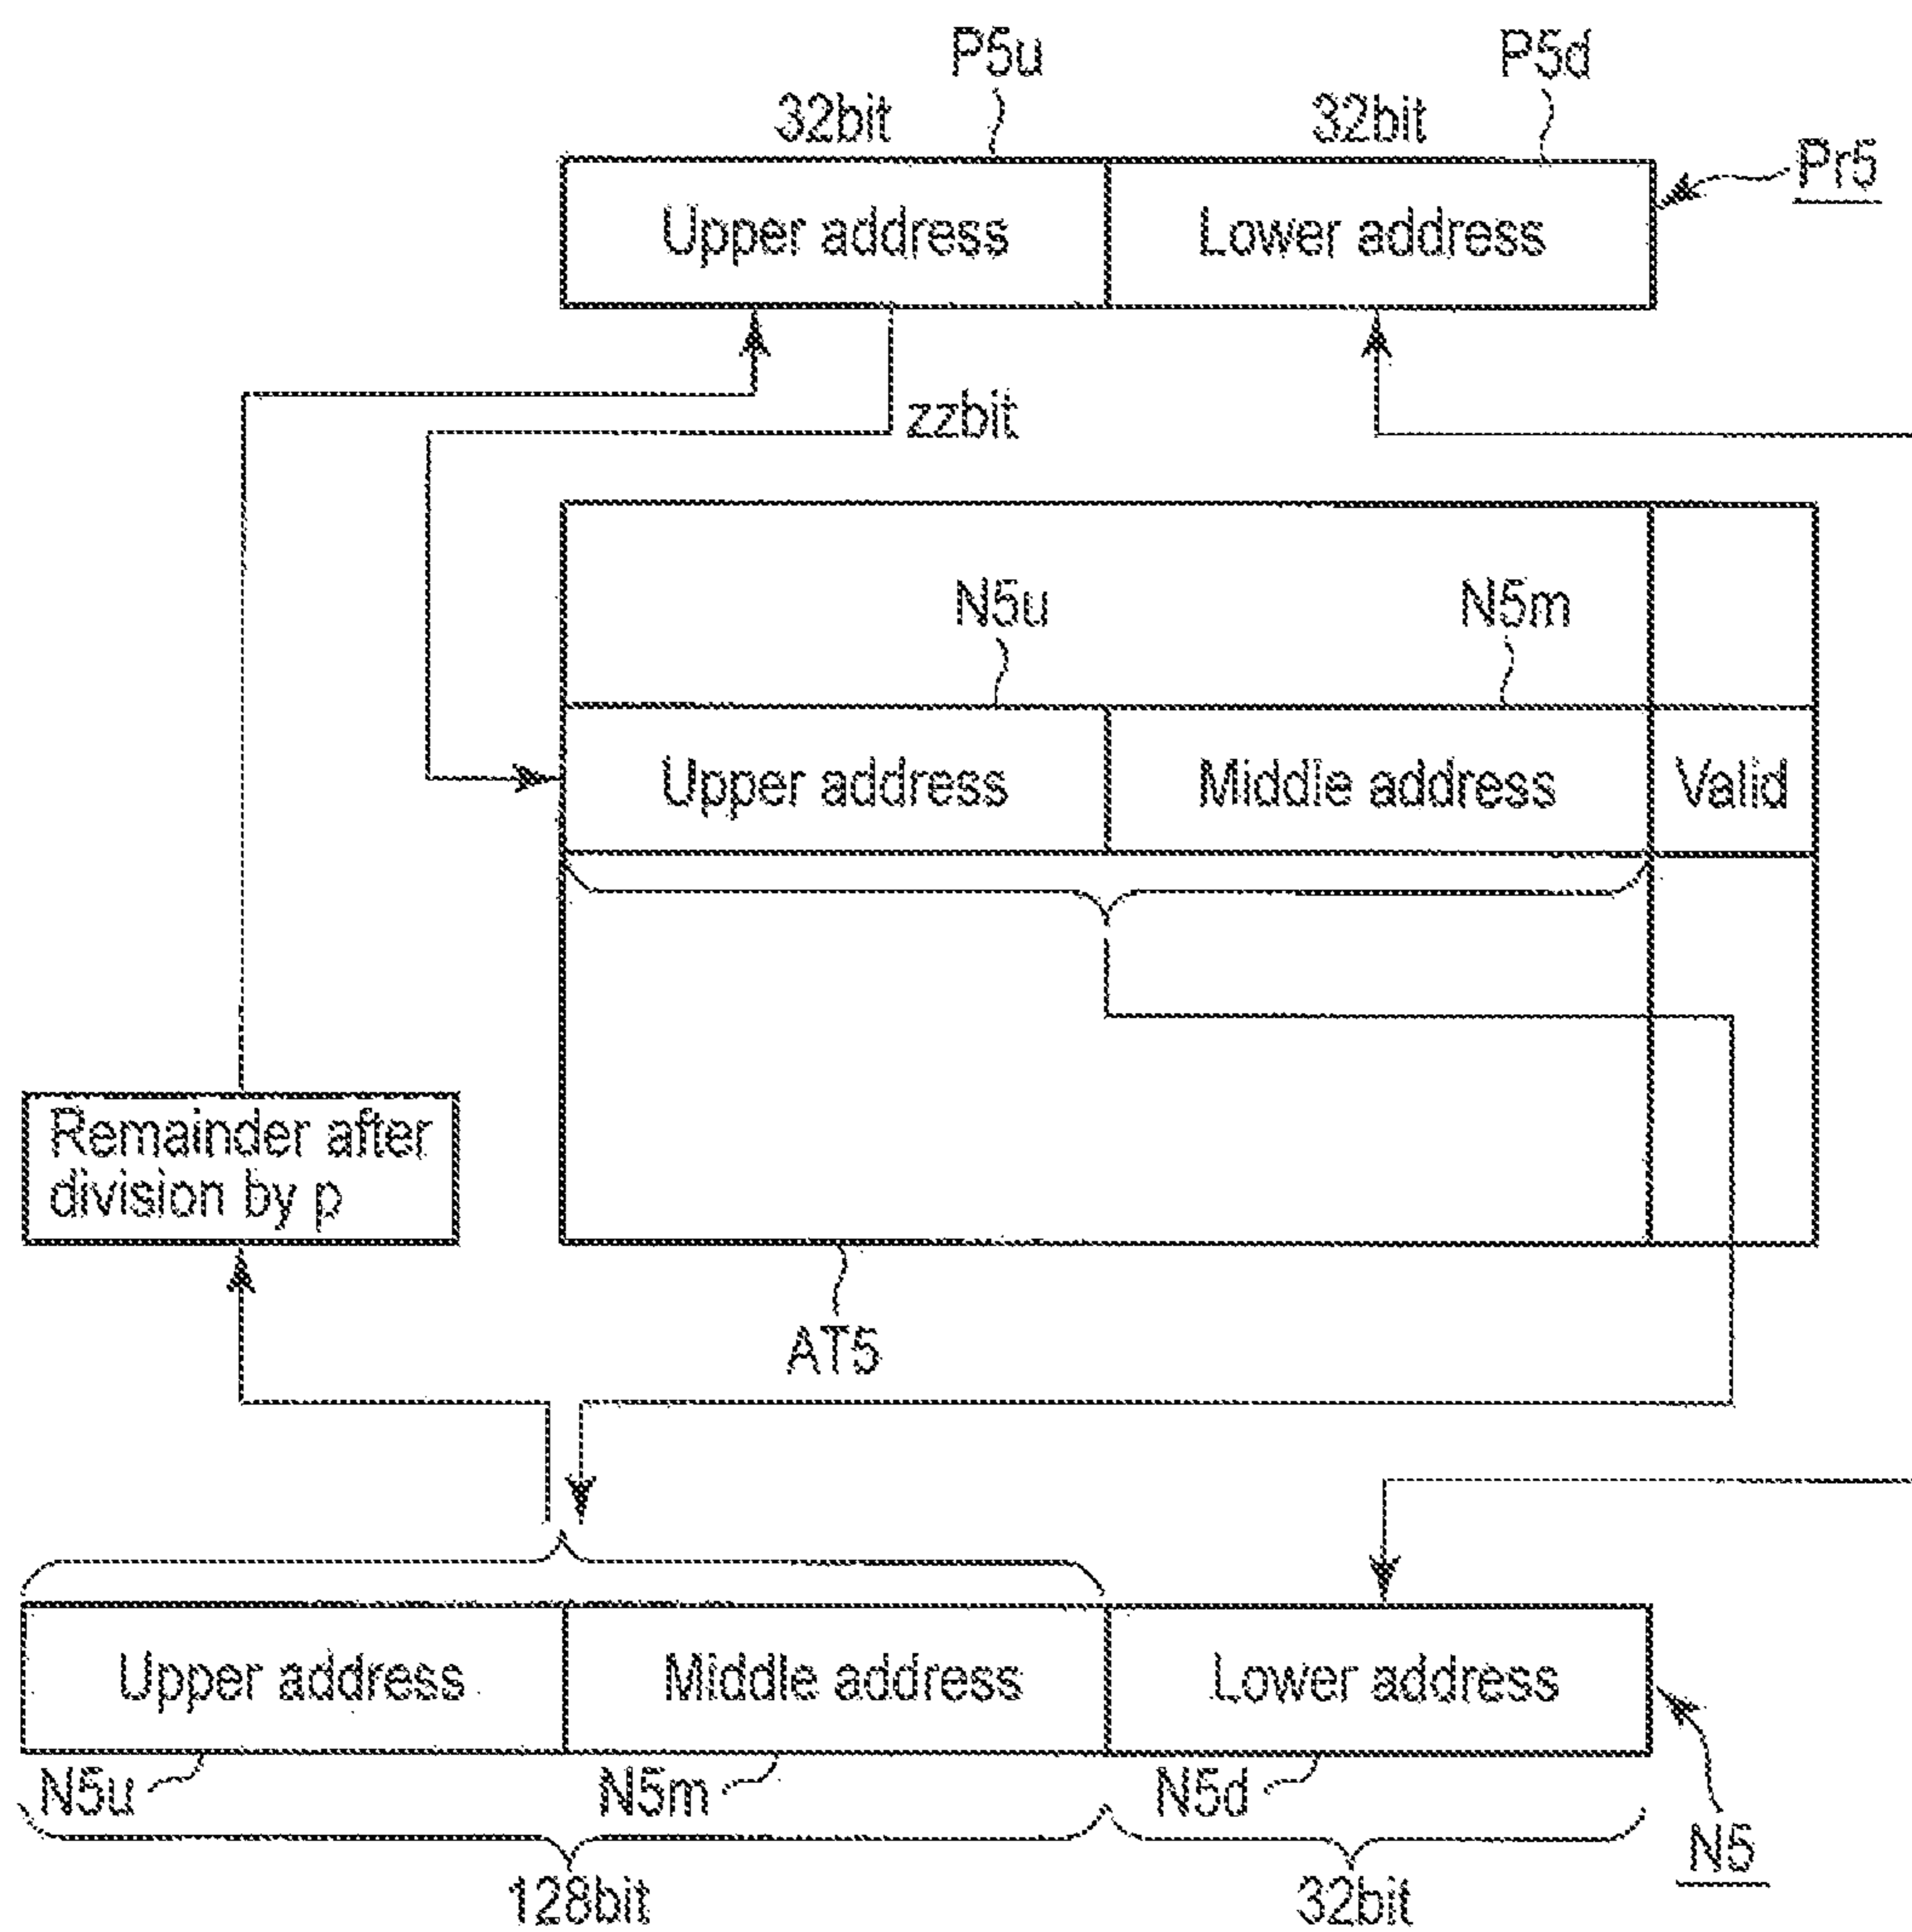 P5u P5d
32bit 32bit
Pr5
Upper address Lower address
zzbit
N5u N5m
Upper address Middle address Valid
Remainder after
division by p
AT5
Upper address Middle address Lower address
N5u N5m N5d
N5
128bit 32bit